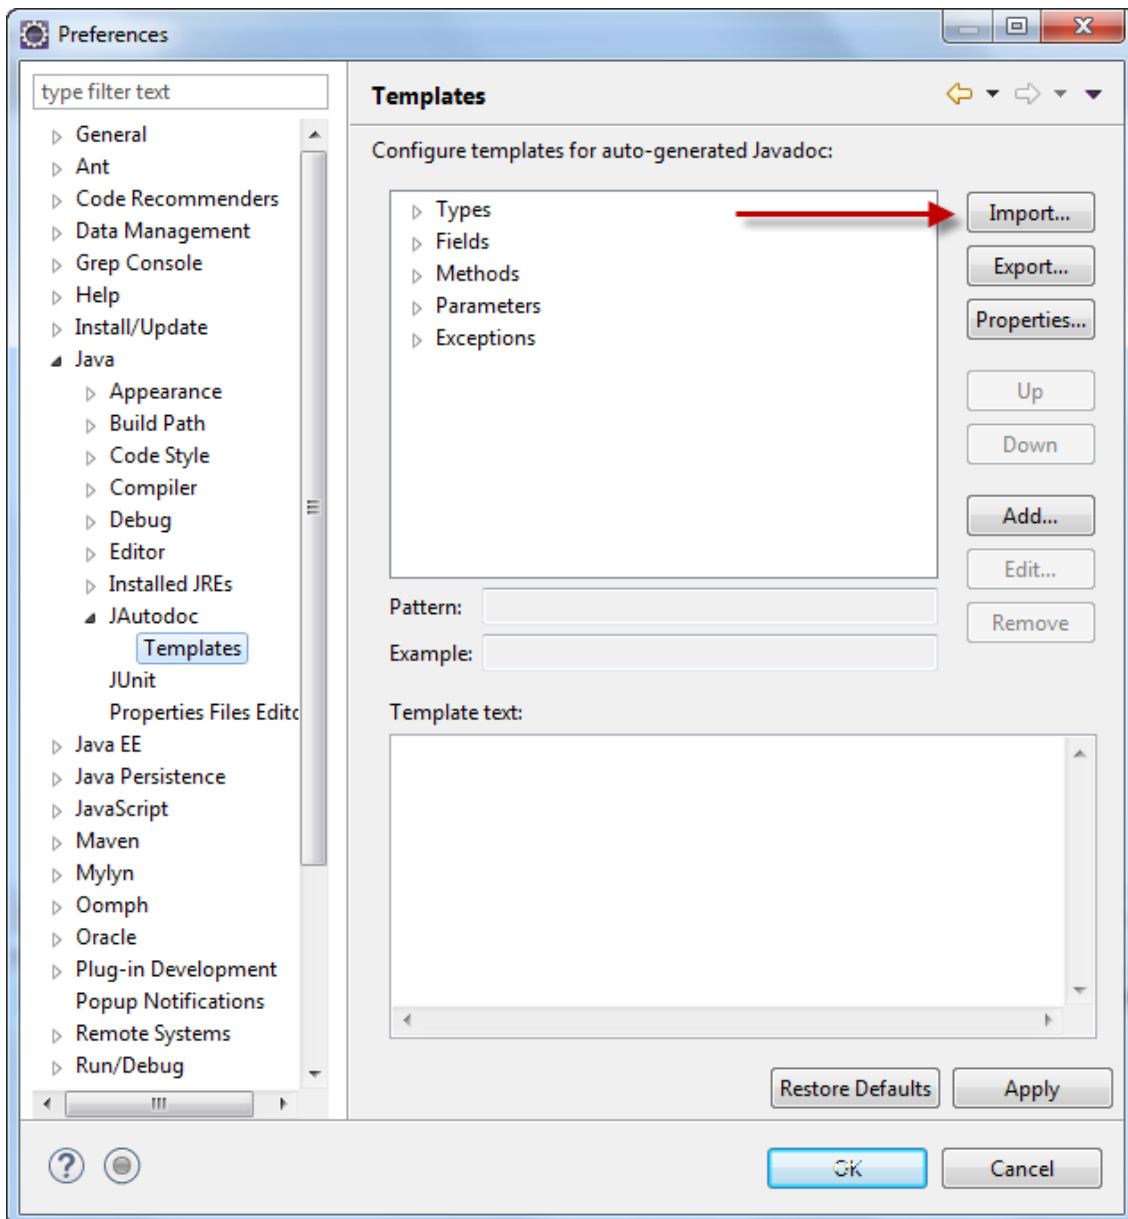 Preferences
type filter text
General
Ant
Code Recommenders
Data Management
Grep Console
Help
Install/Update
Java
Appearance
Build Path
Code Style
Compiler
Debug
Editor
Installed JREs
JAutodoc
Templates
JUnit
Properties Files Edito
Java EE
Java Persistence
JavaScript
Maven
Mylyn
Oomph
Oracle
Plug-in Development
Popup Notifications
Remote Systems
Run/Debug
Templates
Configure templates for auto-generated Javadoc:
Types
Fields
Methods
Parameters
Exceptions
Import...
Export...
Properties...
Up
Down
Add...
Edit...
Remove
Pattern:
Example:
Template text:
Restore Defaults
Apply
OK
Cancel